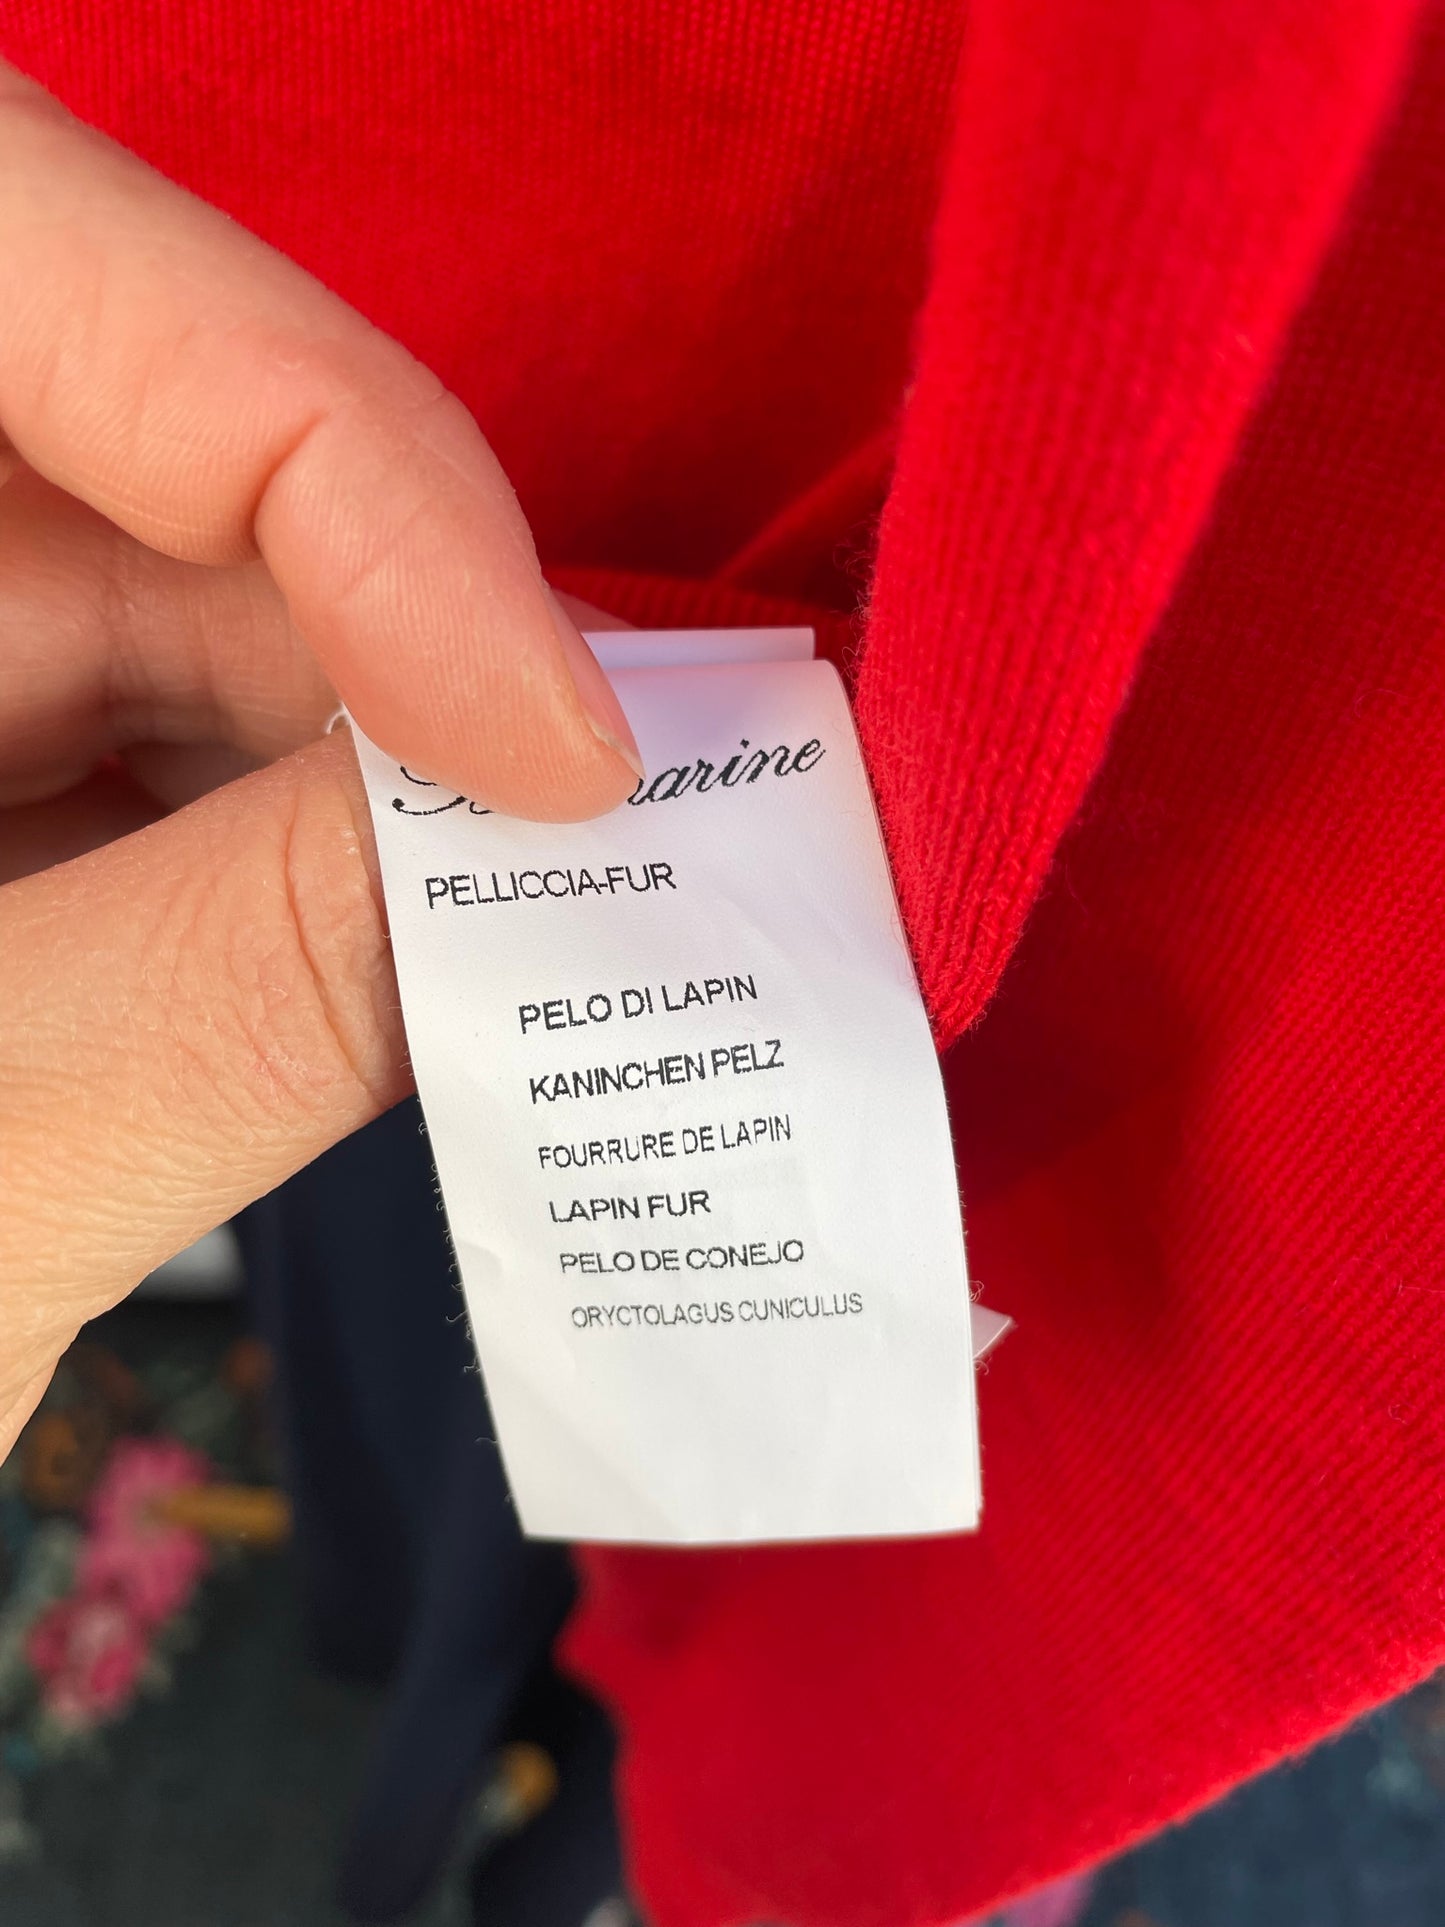 PELLICCIA-FUR
PELO DI LAPIN
KANINCHEN PELZ
FOURRURE DE LAPIN
LAPIN FUR
PELO DE CONEJO
ORYCTOLAGUS CUNICULUS